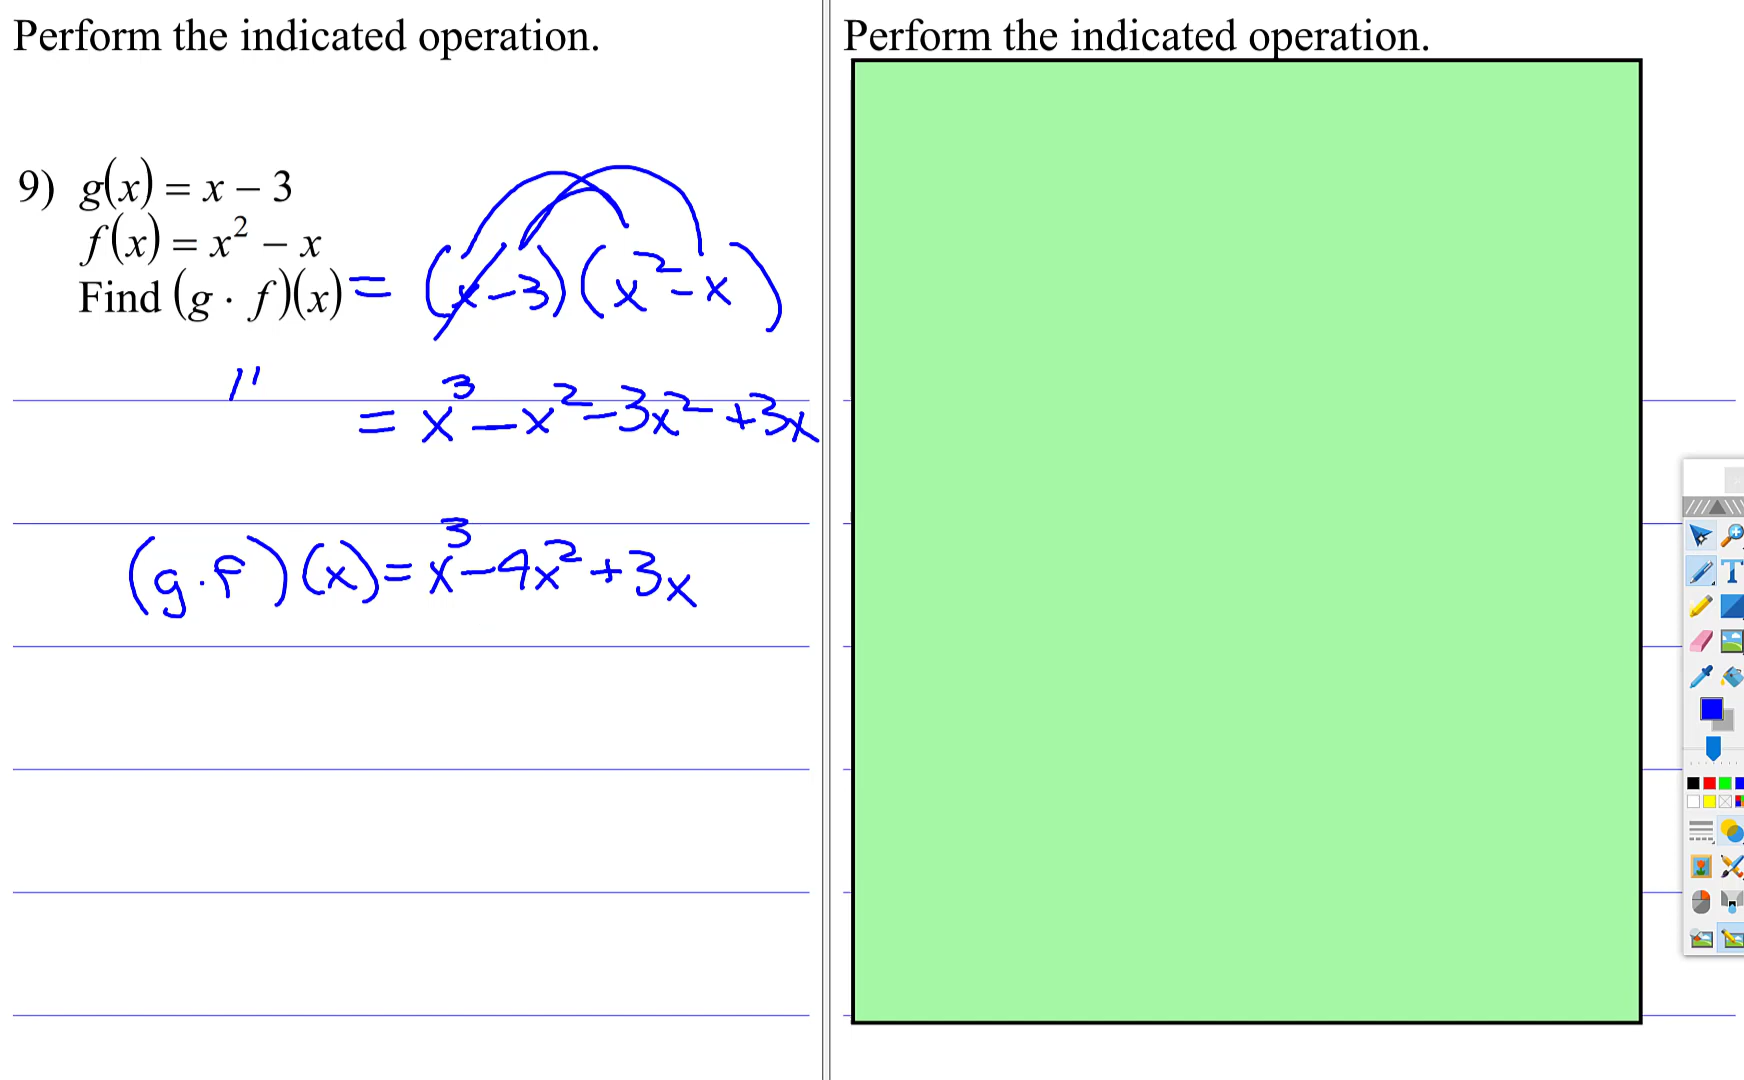 Perform the indicated operation.
9) g(x) = x − 3
f(x) = x² − x
Find (g · f)(x) = (x−3)(x²−x)
" = x³ − x² − 3x² + 3x
(g·f)(x) = x³ − 4x² + 3x
Perform the indicated operation.
T